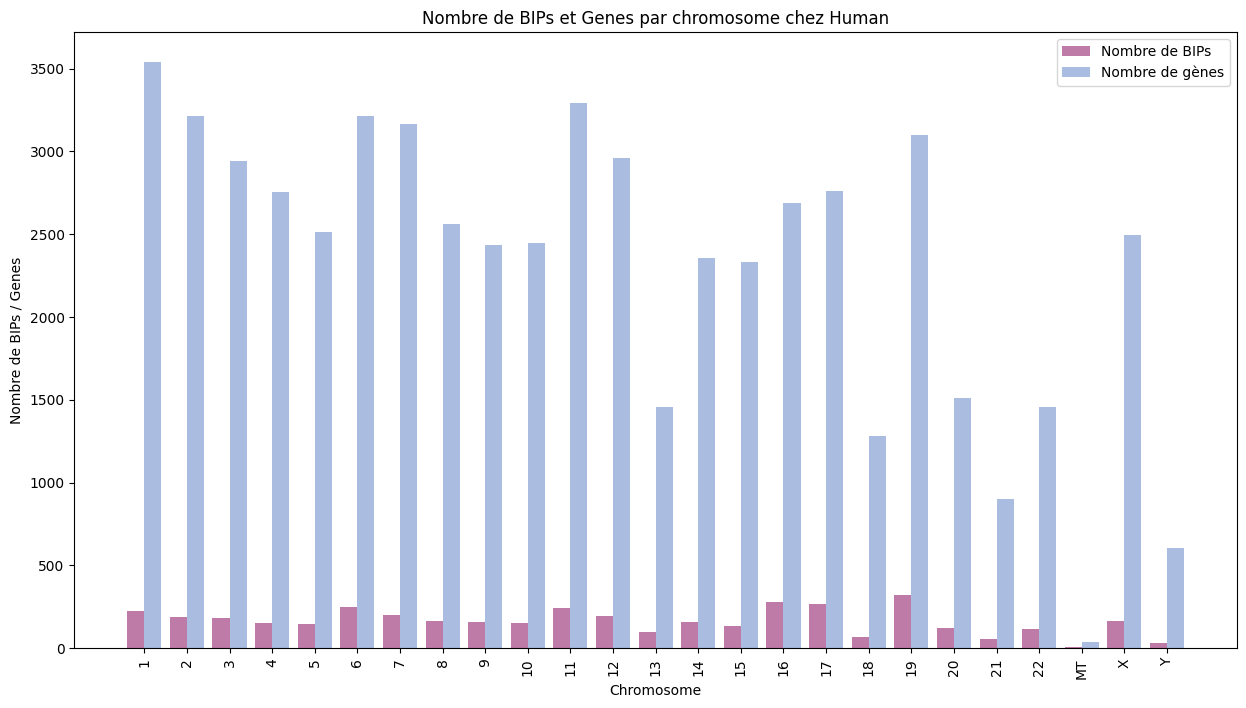 Nombre de BIPs et Genes par chromosome chez Human
Nombre de BIPs
Nombre de gènes
Nombre de BIPs / Genes
3500
3000
2500
2000
1500
1000
500
0
1 2 3 4 5 6 7 8 9 10 11 12 13 14 15 16 17 18 19 20 21 22 MT X Y
Chromosome